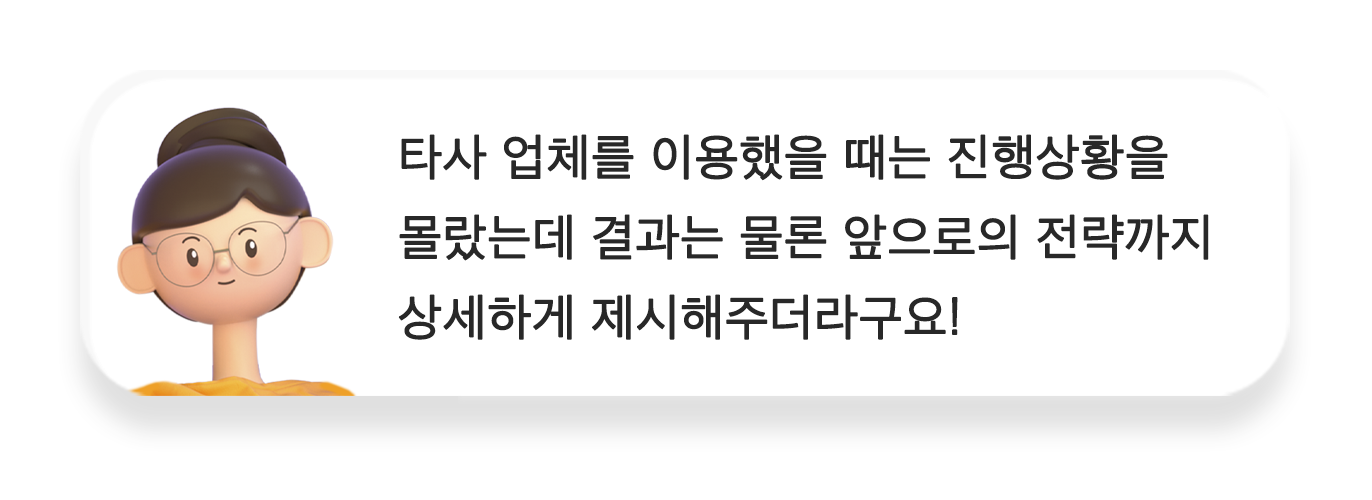 타사 업체를 이용했을 때는 진행상황을
몰랐는데 결과는 물론 앞으로의 전략까지
상세하게 제시해주더라구요!